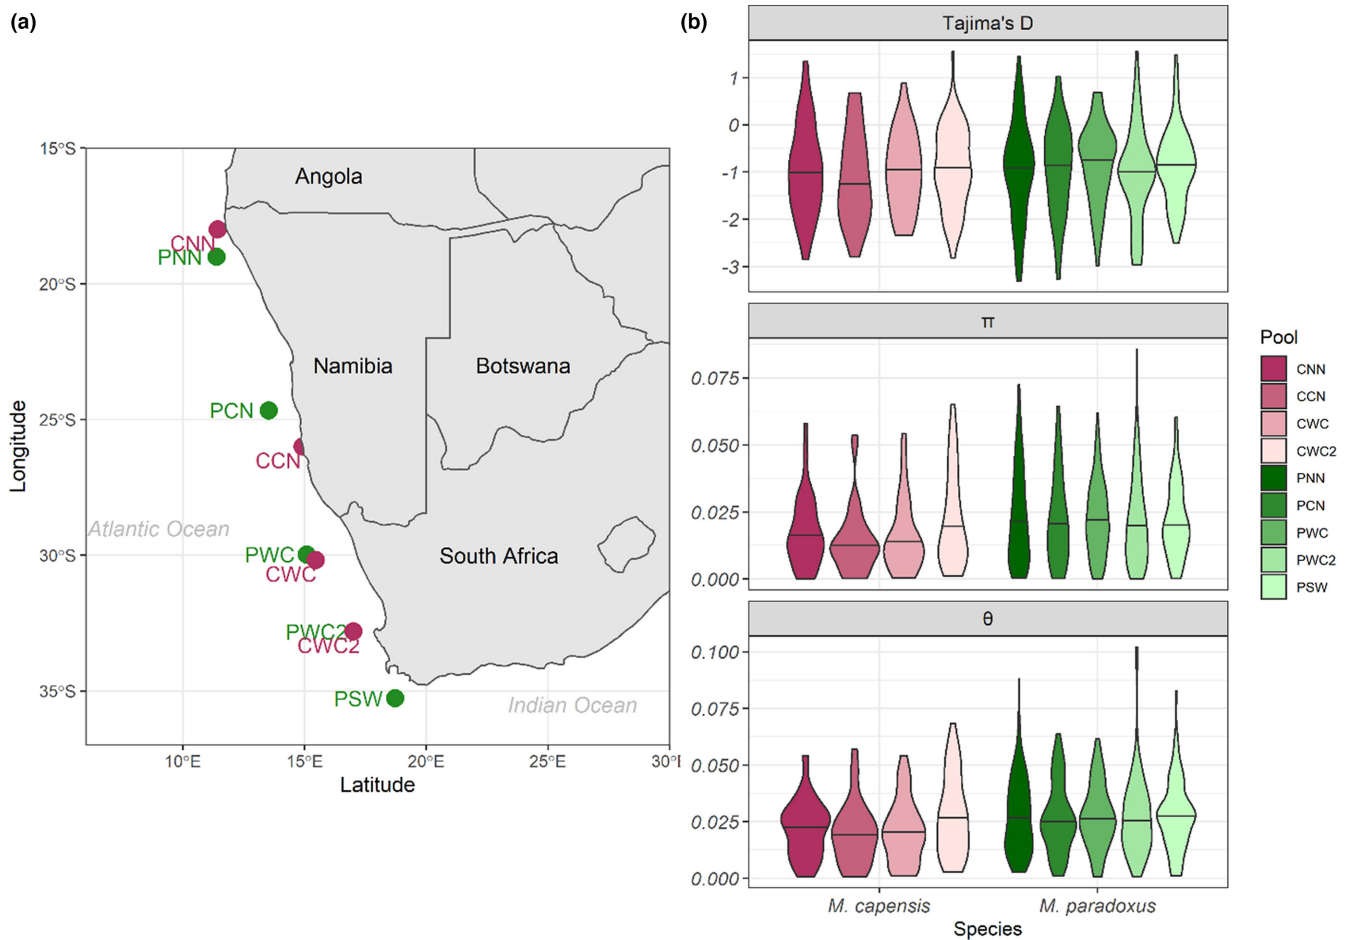 (a)
15°S
20°S
25°S
30°S
35°S
Longitude
Angola
Namibia
Botswana
South Africa
Atlantic Ocean
Indian Ocean
CNN
PNN
PCN
CCN
PWC
CWC
PWC2
CWC2
PSW
10°E
15°E
20°E
25°E
30°
Latitude
(b)
Tajima's D
1
0
-1
-2
-3
π
0.075
0.050
0.025
0.000
θ
0.100
0.075
0.050
0.025
0.000
M. capensis
M. paradoxus
Species
Pool
CNN
CCN
CWC
CWC2
PNN
PCN
PWC
PWC2
PSW